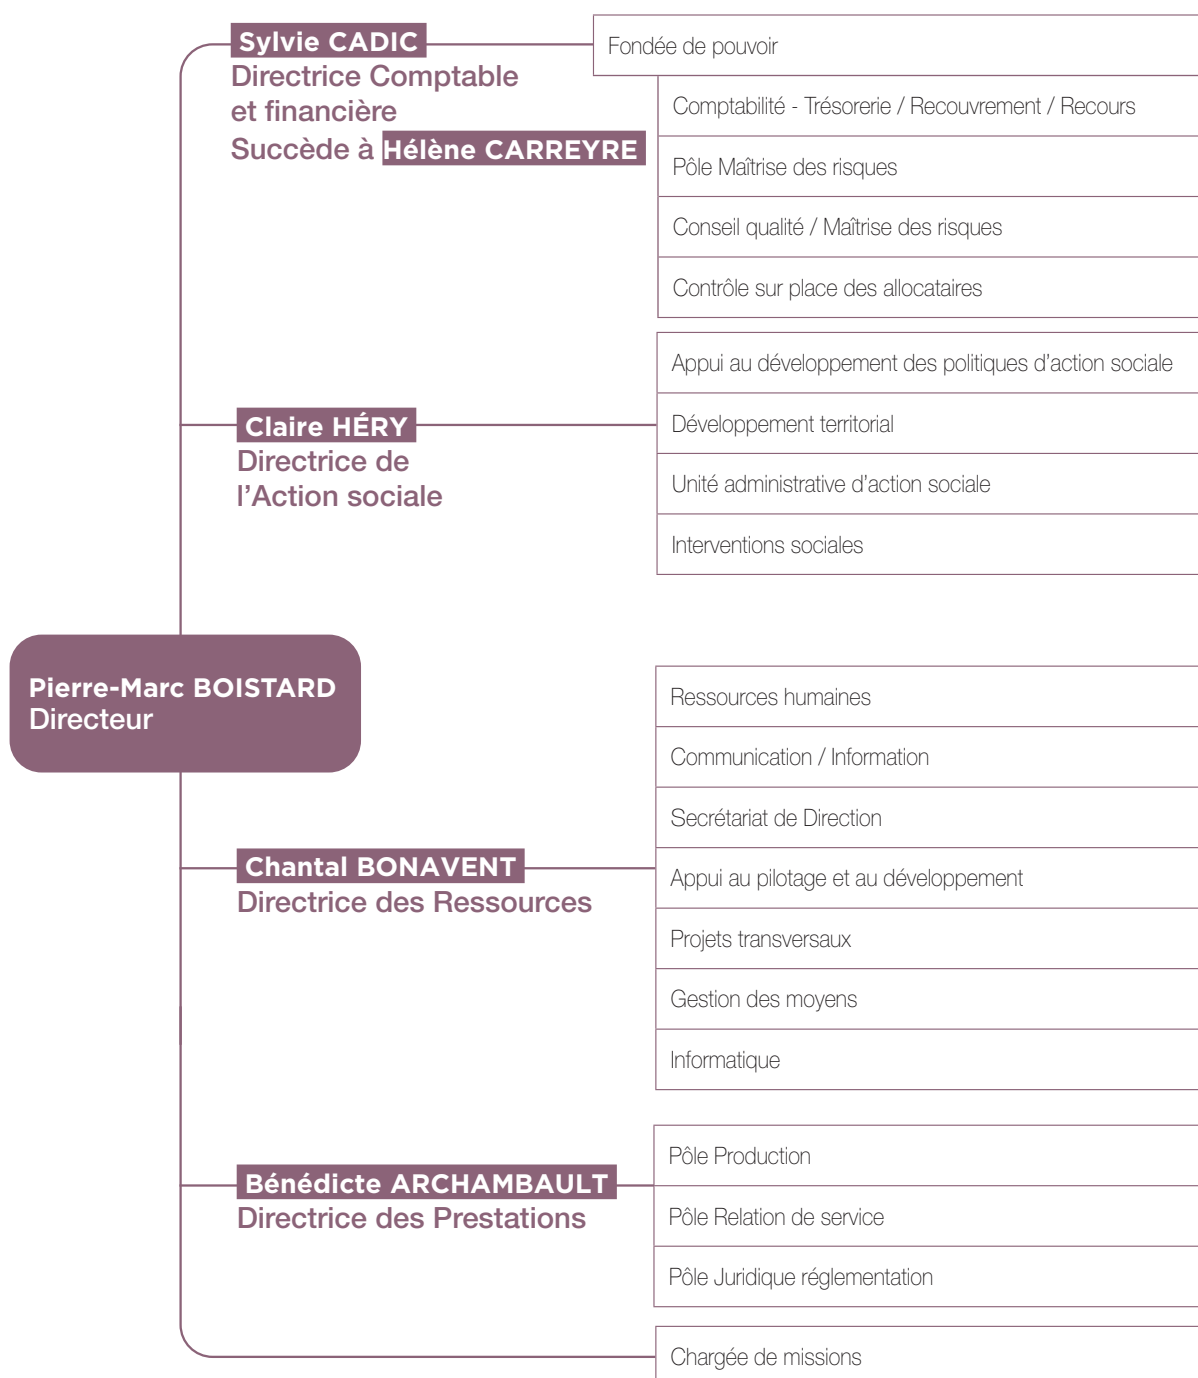 Sylvie CADIC
Directrice Comptable
et financière
Succède à Hélène CARREYRE
Fondée de pouvoir
Comptabilité - Trésorerie / Recouvrement / Recours
Pôle Maîtrise des risques
Conseil qualité / Maîtrise des risques
Contrôle sur place des allocataires
Claire HÉRY
Directrice de
l'Action sociale
Appui au développement des politiques d'action sociale
Développement territorial
Unité administrative d'action sociale
Interventions sociales
Pierre-Marc BOISTARD
Directeur
Chantal BONAVENT
Directrice des Ressources
Ressources humaines
Communication / Information
Secrétariat de Direction
Appui au pilotage et au développement
Projets transversaux
Gestion des moyens
Informatique
Bénédicte ARCHAMBAULT
Directrice des Prestations
Pôle Production
Pôle Relation de service
Pôle Juridique réglementation
Chargée de missions